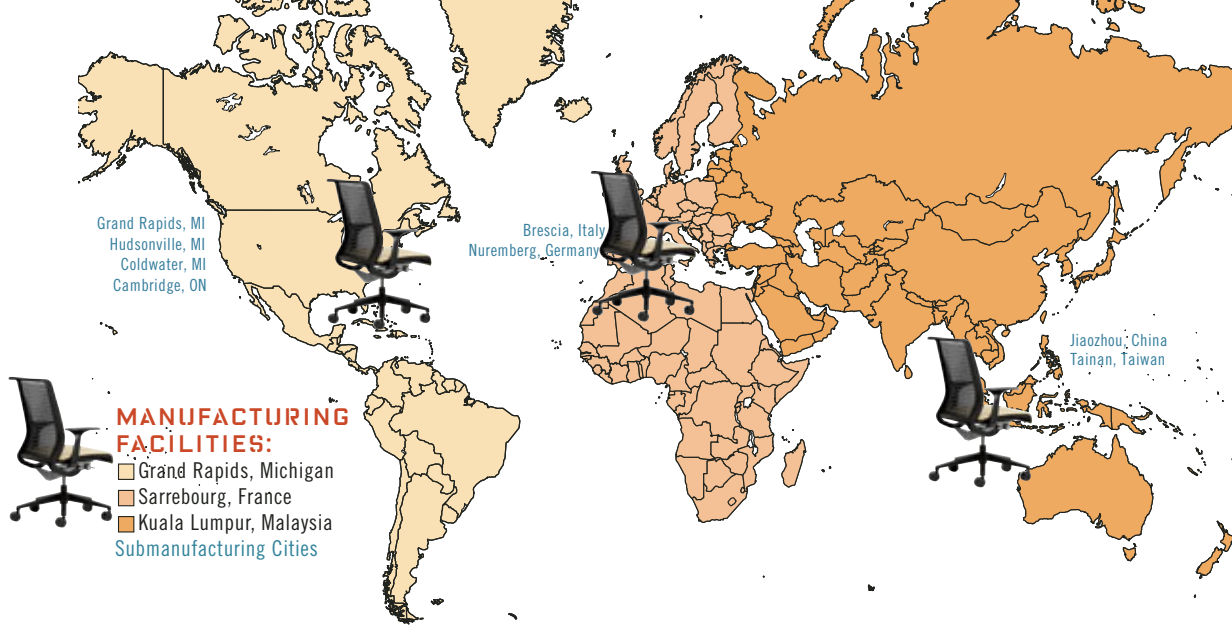 Grand Rapids, MI
Hudsonville, MI
Coldwater, MI
Cambridge, ON
Brescia, Italy
Nuremberg, Germany
Jiaozhou, China
Tainan, Taiwan
MANUFACTURING
FACILITIES:
Grand Rapids, Michigan
Sarrebourg, France
Kuala Lumpur, Malaysia
Submanufacturing Cities